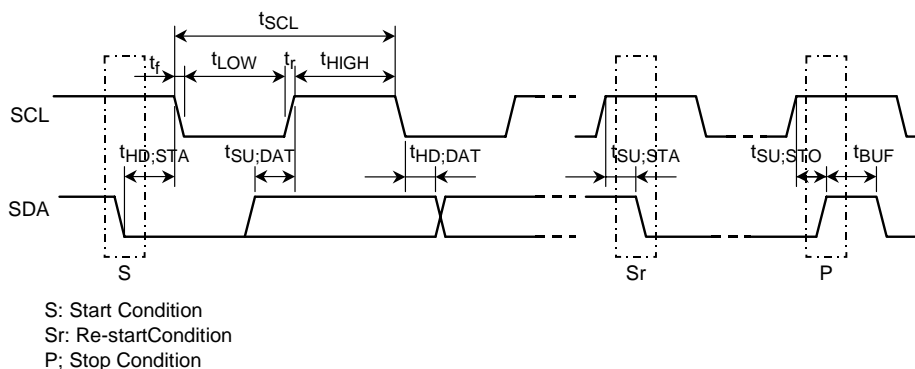 tSCL
tf tLOW tr tHIGH
SCL
tHD;STA tSU;DAT tHD;DAT tSU;STA tSU;STO tBUF
SDA
S Sr P
S: Start Condition
Sr: Re-startCondition
P; Stop Condition